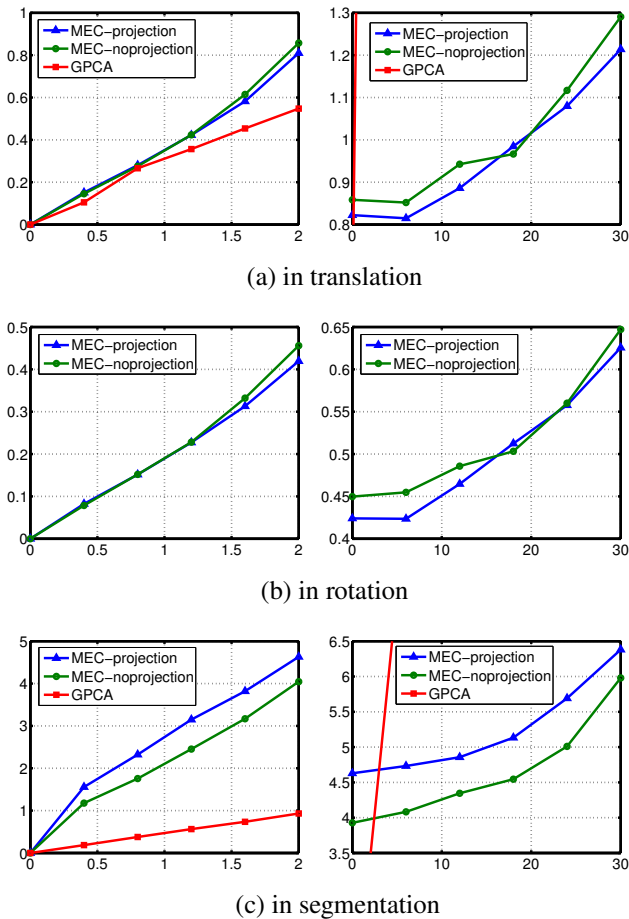 MEC-projection
MEC-noprojection
GPCA
1
0.8
0.6
0.4
0.2
0
0 0.5 1 1.5 2
MEC-projection
MEC-noprojection
GPCA
1.3
1.2
1.1
1
0.9
0.8
0 10 20 30
(a) in translation
MEC-projection
MEC-noprojection
0.5
0.4
0.3
0.2
0.1
0
0 0.5 1 1.5 2
MEC-projection
MEC-noprojection
0.65
0.6
0.55
0.5
0.45
0.4
0 10 20 30
(b) in rotation
MEC-projection
MEC-noprojection
GPCA
5
4
3
2
1
0
0 0.5 1 1.5 2
MEC-projection
MEC-noprojection
GPCA
6.5
6
5.5
5
4.5
4
3.5
0 10 20 30
(c) in segmentation